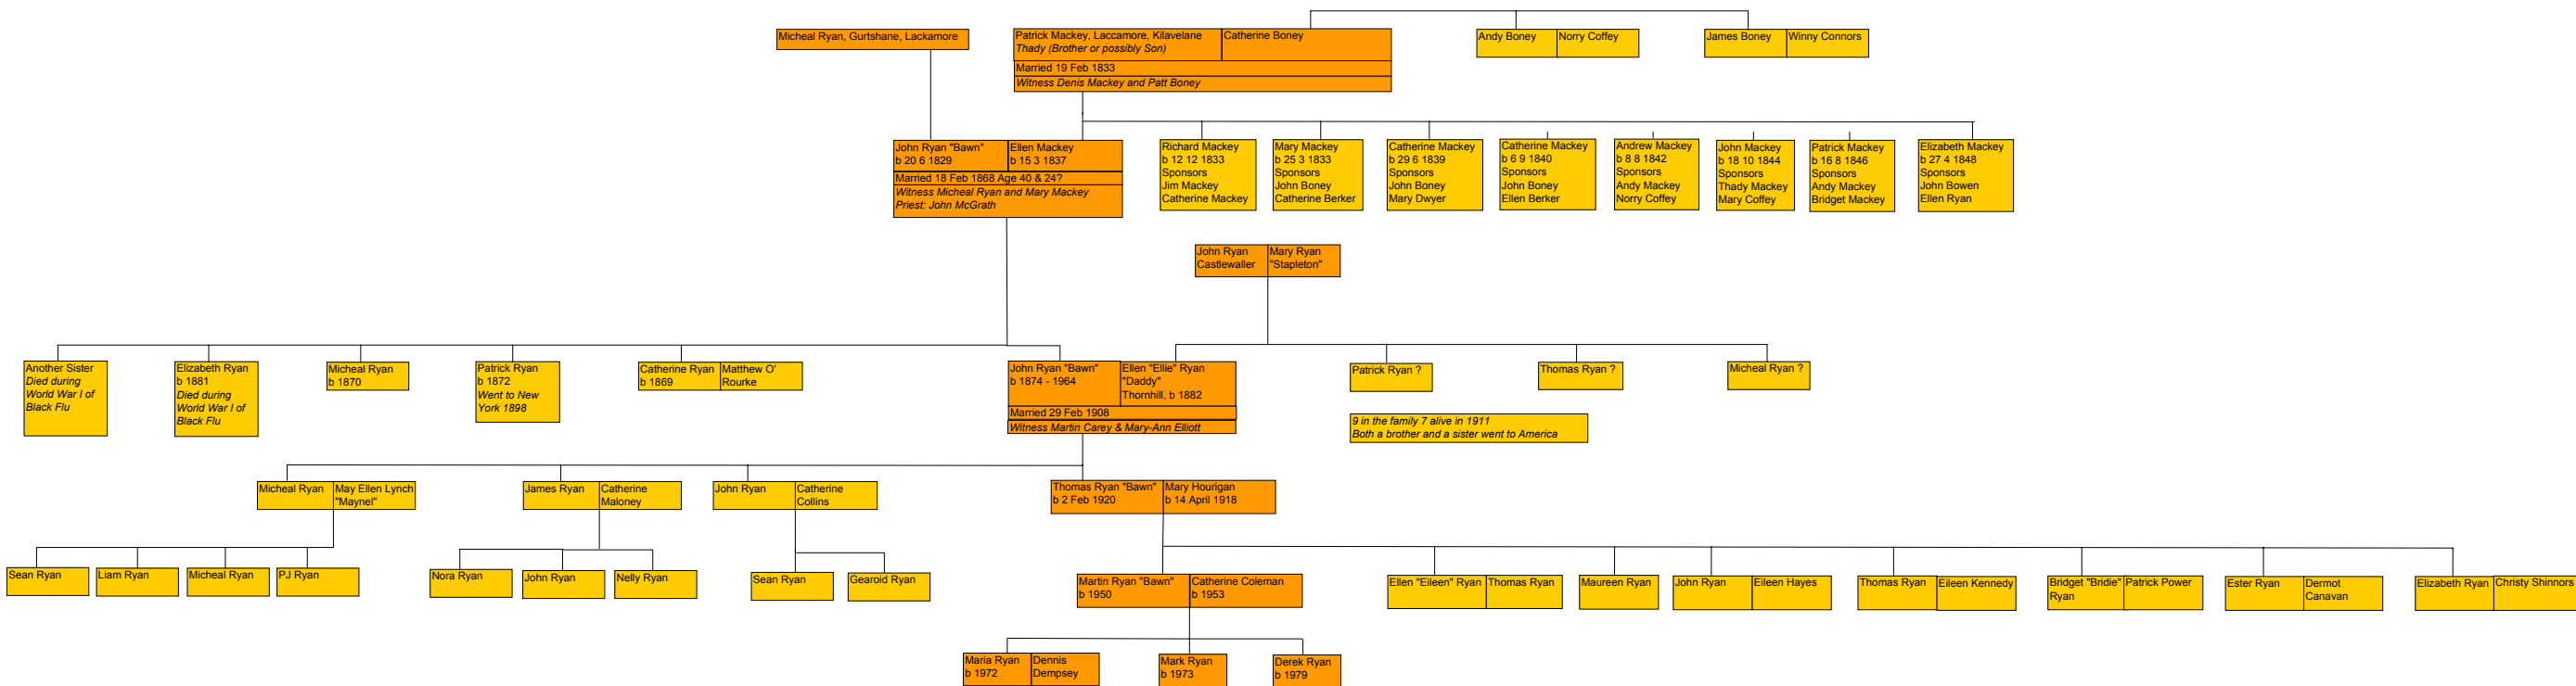 Micheal Ryan, Gurtshane, Lackamore
Patrick Mackey, Laccamore, Kilavelane
Thady (Brother or possibly Son)
Catherine Boney
Married 19 Feb 1833
Witness Denis Mackey and Patt Boney
Andy Boney
Norry Coffey
James Boney
Winny Connors
John Ryan "Bawn"
b 20 6 1829
Ellen Mackey
b 15 3 1837
Married 18 Feb 1868 Age 40 & 24?
Witness Micheal Ryan and Mary Mackey
Priest: John McGrath
Richard Mackey
b 12 12 1833
Sponsors
Jim Mackey
Catherine Mackey
Mary Mackey
b 25 3 1833
Sponsors
John Boney
Catherine Berker
Catherine Mackey
b 29 6 1839
Sponsors
John Boney
Mary Dwyer
Catherine Mackey
b 6 9 1840
Sponsors
John Boney
Ellen Berker
Andrew Mackey
b 8 8 1842
Sponsors
Andy Mackey
Norry Coffey
John Mackey
b 18 10 1844
Sponsors
Thady Mackey
Mary Coffey
Patrick Mackey
b 16 8 1846
Sponsors
Andy Mackey
Bridget Mackey
Elizabeth Mackey
b 27 4 1848
Sponsors
John Bowen
Ellen Ryan
John Ryan
Castlewaller
Mary Ryan
"Stapleton"
Another Sister
Died during
World War I of
Black Flu
Elizabeth Ryan
b 1881
Died during
World War I of
Black Flu
Micheal Ryan
b 1870
Patrick Ryan
b 1872
Went to New
York 1898
Catherine Ryan
b 1869
Matthew O'
Rourke
John Ryan "Bawn"
b 1874 - 1964
Ellen "Ellie" Ryan
"Daddy"
Thornhill, b 1882
Married 29 Feb 1908
Witness Martin Carey & Mary-Ann Elliott
Patrick Ryan ?
Thomas Ryan ?
Micheal Ryan ?
9 in the family 7 alive in 1911
Both a brother and a sister went to America
Micheal Ryan
May Ellen Lynch
"Maynel"
James Ryan
Catherine
Maloney
John Ryan
Catherine
Collins
Thomas Ryan "Bawn"
b 2 Feb 1920
Mary Hourigan
b 14 April 1918
Sean Ryan
Liam Ryan
Micheal Ryan
PJ Ryan
Nora Ryan
John Ryan
Nelly Ryan
Sean Ryan
Gearoid Ryan
Martin Ryan "Bawn"
b 1950
Catherine Coleman
b 1953
Ellen "Eileen" Ryan
Thomas Ryan
Maureen Ryan
John Ryan
Eileen Hayes
Thomas Ryan
Eileen Kennedy
Bridget "Bridie"
Ryan
Patrick Power
Ester Ryan
Dermot
Canavan
Elizabeth Ryan
Christy Shinnors
Maria Ryan
b 1972
Dennis
Dempsey
Mark Ryan
b 1973
Derek Ryan
b 1979